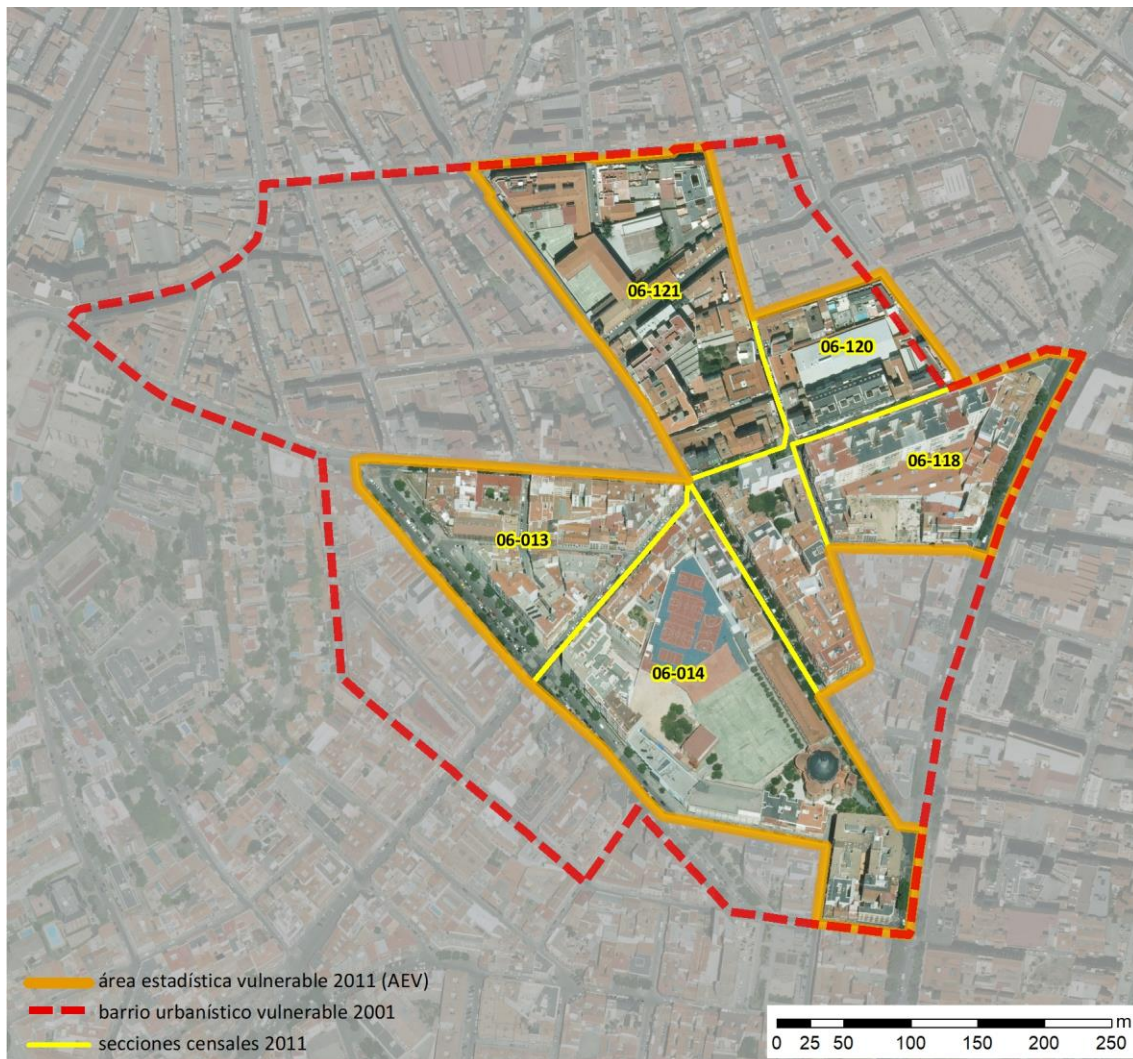 06-121
06-120
06-118
06-013
06-014
área estadística vulnerable 2011 (AEV)
barrio urbanístico vulnerable 2001
secciones censales 2011
m
0 25 50 100 150 200 250